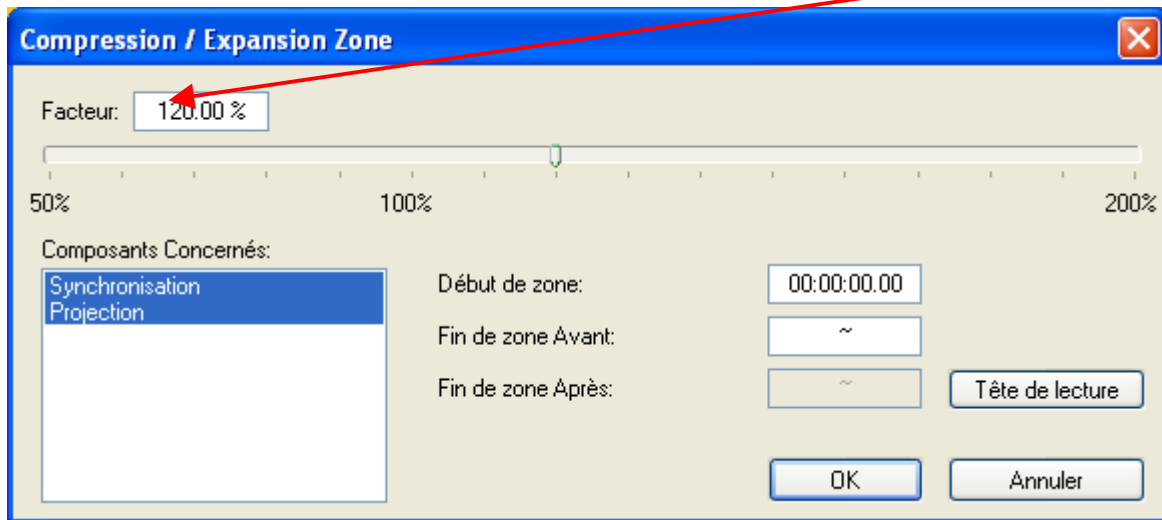 Compression / Expansion Zone
Facteur: 120.00 %
50% 100% 200%
Composants Concernés:
Synchronisation
Projection
Début de zone: 00:00:00.00
Fin de zone Avant: ~
Fin de zone Après: ~ Tête de lecture
OK Annuler